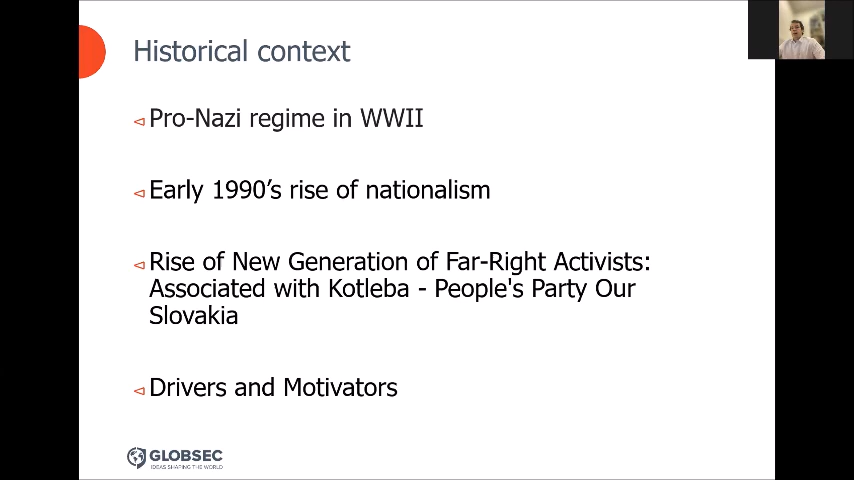 Historical context
Pro-Nazi regime in WWII
Early 1990’s rise of nationalism
Rise of New Generation of Far-Right Activists:
Associated with Kotleba - People's Party Our
Slovakia
Drivers and Motivators
GLOBSEC
IDEAS SHAPING THE WORLD